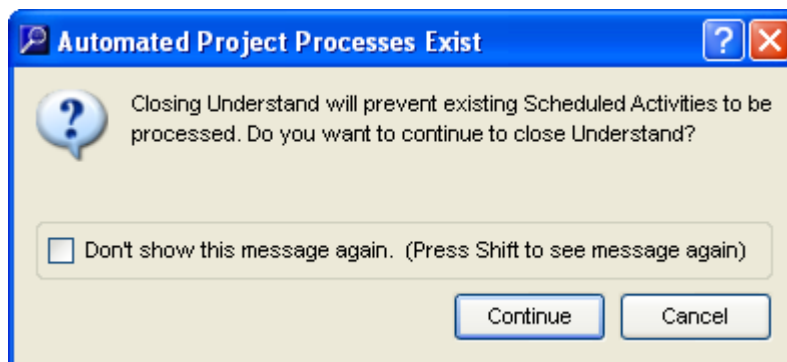 Automated Project Processes Exist
Closing Understand will prevent existing Scheduled Activities to be
processed. Do you want to continue to close Understand?
Don't show this message again.  (Press Shift to see message again)
Continue Cancel